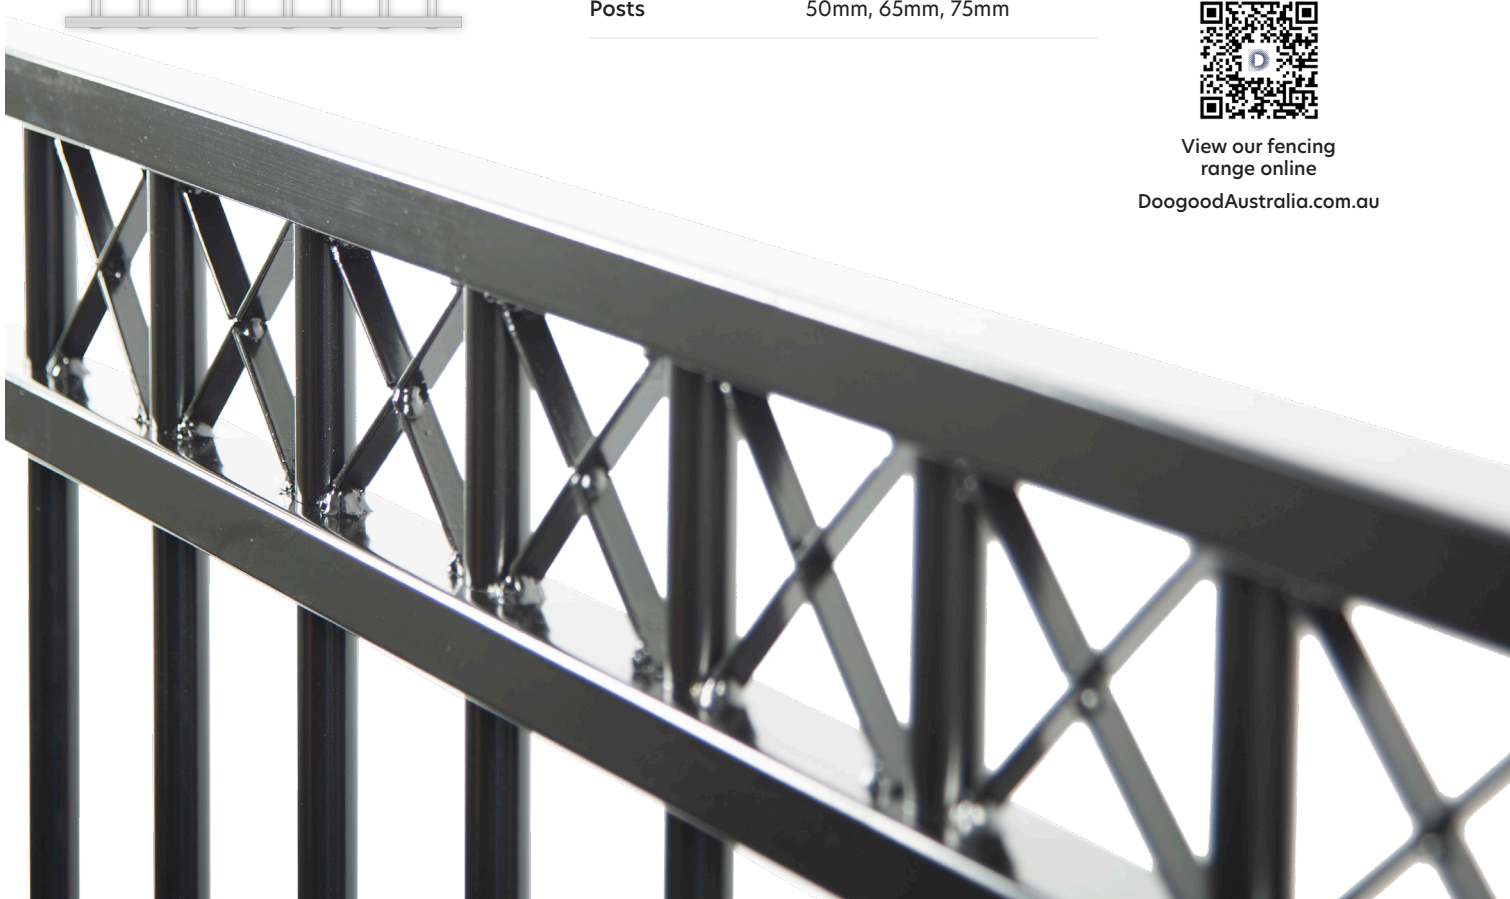 Posts 50mm, 65mm, 75mm
D
View our fencing
range online
DoogoodAustralia.com.au